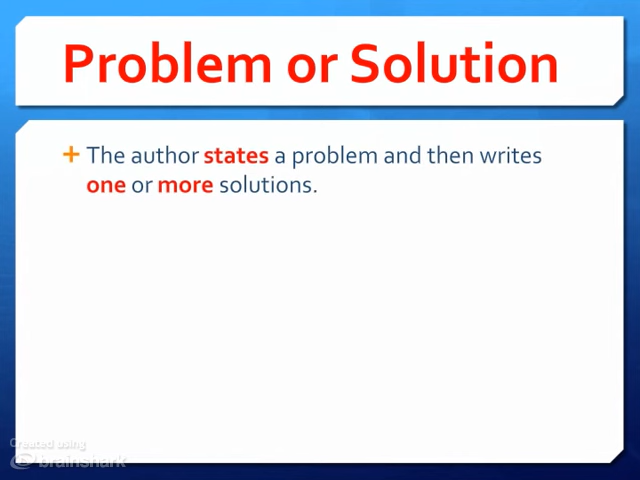 Problem or Solution
The author states a problem and then writes
one or more solutions.
Created using
brainshark